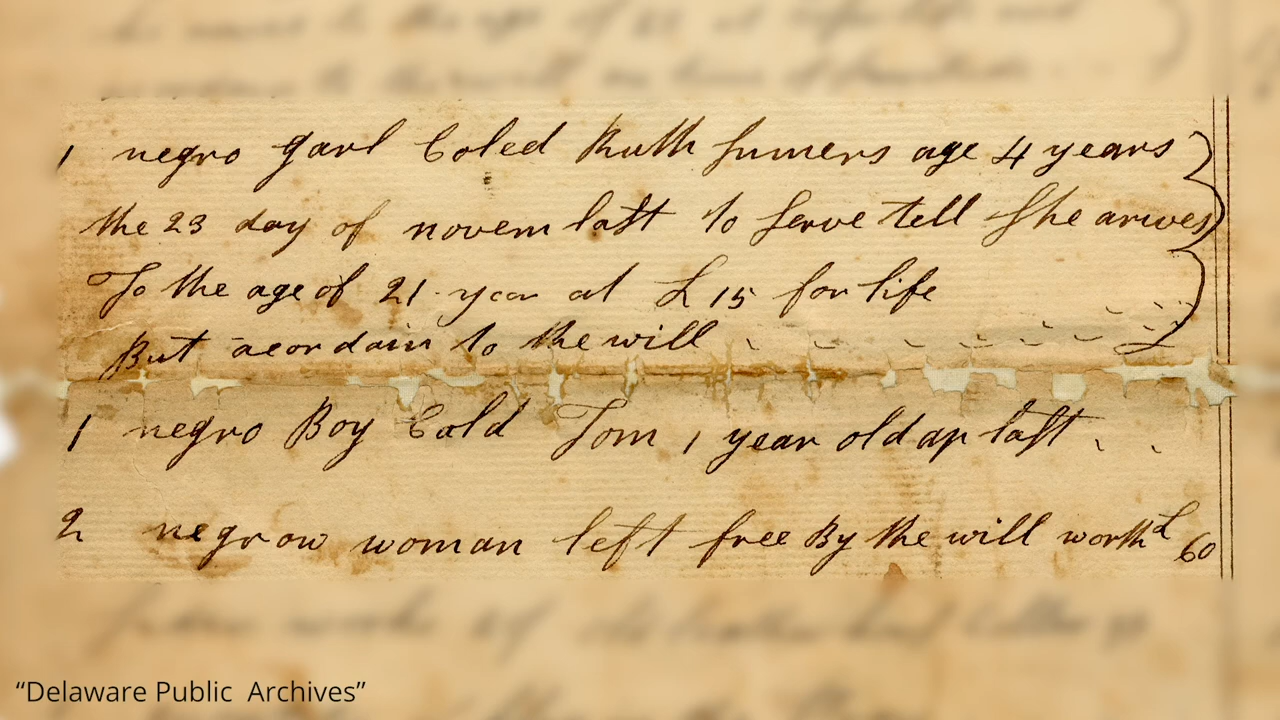 1 negro garl Coled Ruth sumers age 4 years
the 23 day of novem last to serve tell she arives
To the age of 21 year at £ 15 for life
But acordain to the will
1 negro Boy Cald Tom 1 year old ap last
2 negrow woman left free By the will worth £ 60
“Delaware Public Archives”